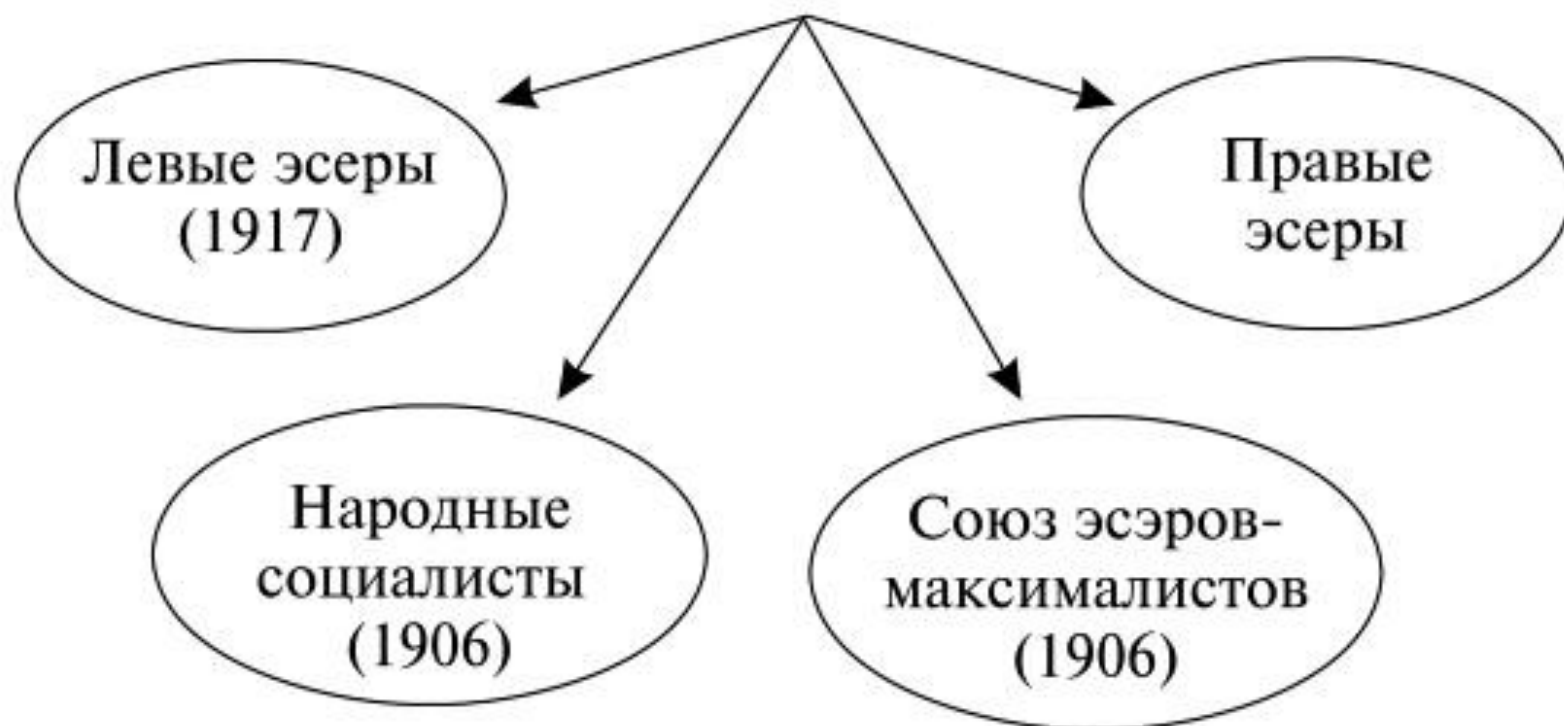 Левые эсеры
(1917)
Правые
эсеры
Народные
социалисты
(1906)
Союз эсэров-
максималистов
(1906)